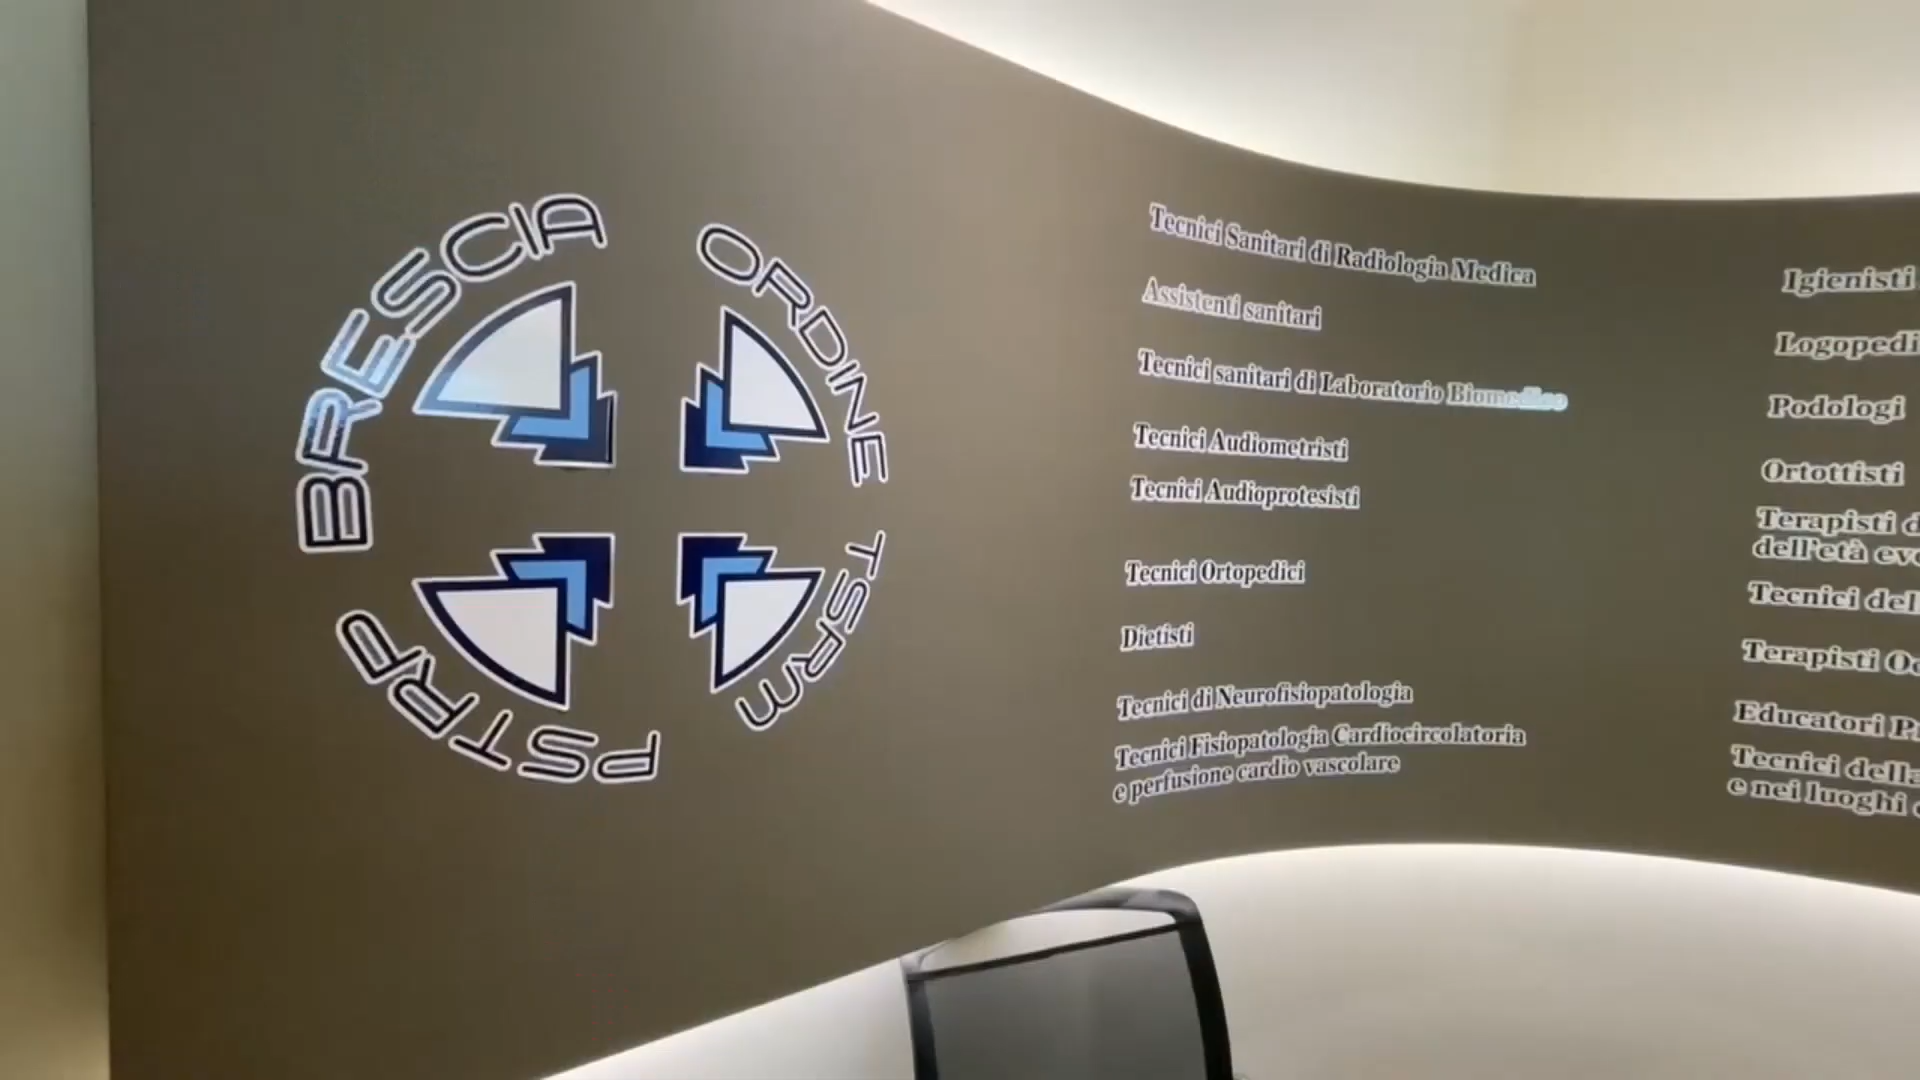 BRESCIA
ORDINE
TSRM
PSTRP
Tecnici Sanitari di Radiologia Medica
Assistenti sanitari
Tecnici sanitari di Laboratorio Biomedico
Tecnici Audiometristi
Tecnici Audioprotesisti
Tecnici Ortopedici
Dietisti
Tecnici di Neurofisiopatologia
Tecnici Fisiopatologia Cardiocircolatoria
e perfusione cardio vascolare
Igienisti
Logopedi
Podologi
Ortottisti
Terapisti
dell'età
Tecnici
Terapisti
Educatori
Tecnici della
e nei luoghi